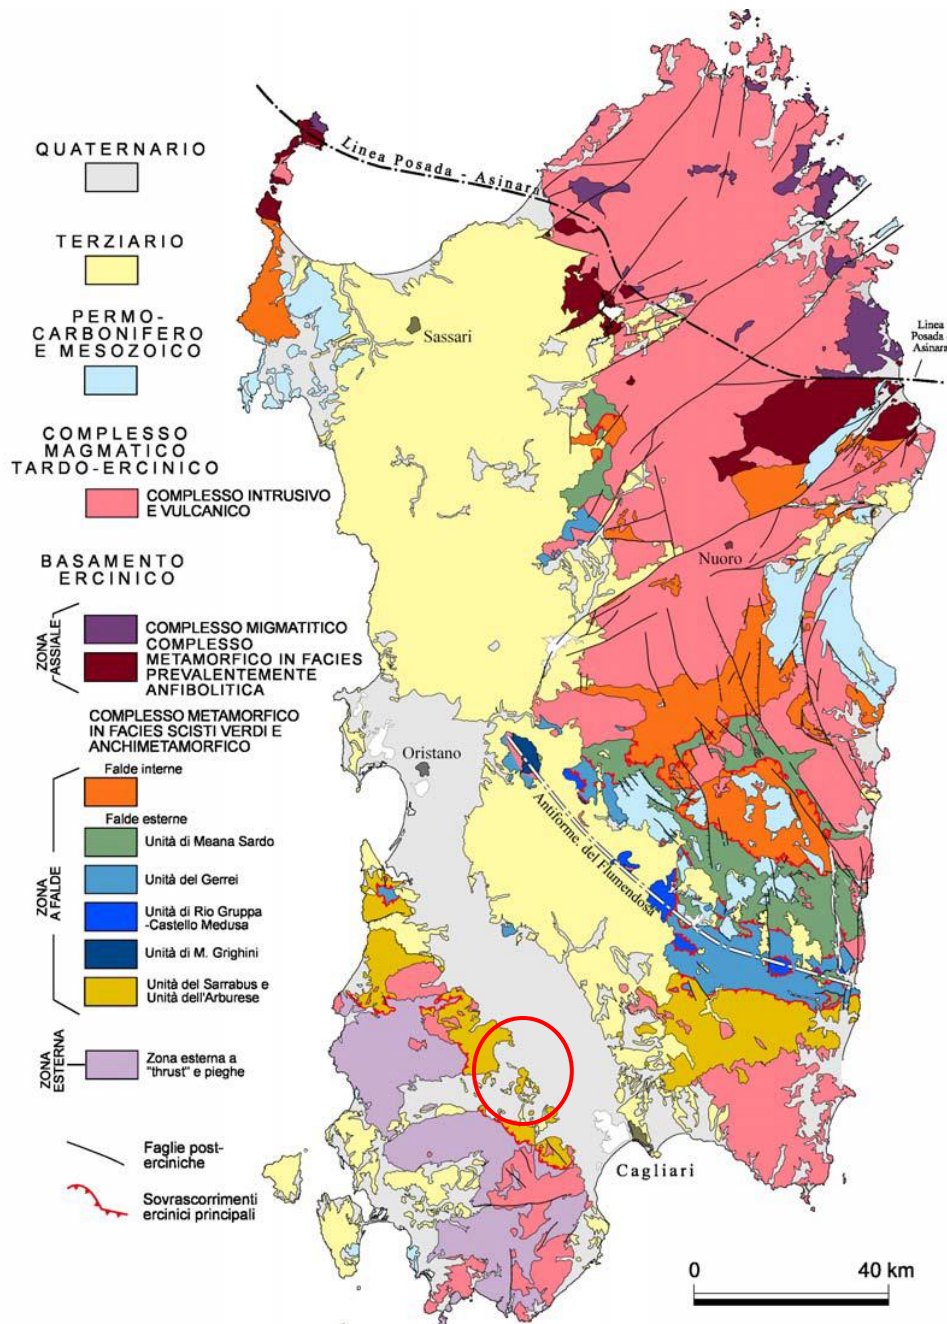 QUATERNARIO
TERZIARIO
PERMO-
CARBONIFERO
E MESOZOICO
COMPLESSO
MAGMATICO
TARDO-ERCINICO
COMPLESSO INTRUSIVO
E VULCANICO
BASAMENTO
ERCINICO
ZONA
ASSIALE
COMPLESSO MIGMATITICO
COMPLESSO
METAMORFICO IN FACIES
PREVALENTEMENTE
ANFIBOLITICA
COMPLESSO METAMORFICO
IN FACIES SCISTI VERDI E
ANCHIMETAMORFICO
ZONA
A FALDE
Falde interne
Falde esterne
Unità di Meana Sardo
Unità del Gerrei
Unità di Rio Gruppa
-Castello Medusa
Unità di M. Grighini
Unità del Sarrabus e
Unità dell'Arburese
ZONA
ESTERNA
Zona esterna a
"thrust" e pieghe
Faglie post-
erciniche
Sovrascorrimenti
ercinici principali
Linea Posada - Asinara
Sassari
Linea
Posada -
Asinara
Nuoro
Oristano
Antiforme del Flumendosa
Cagliari
0 40 km